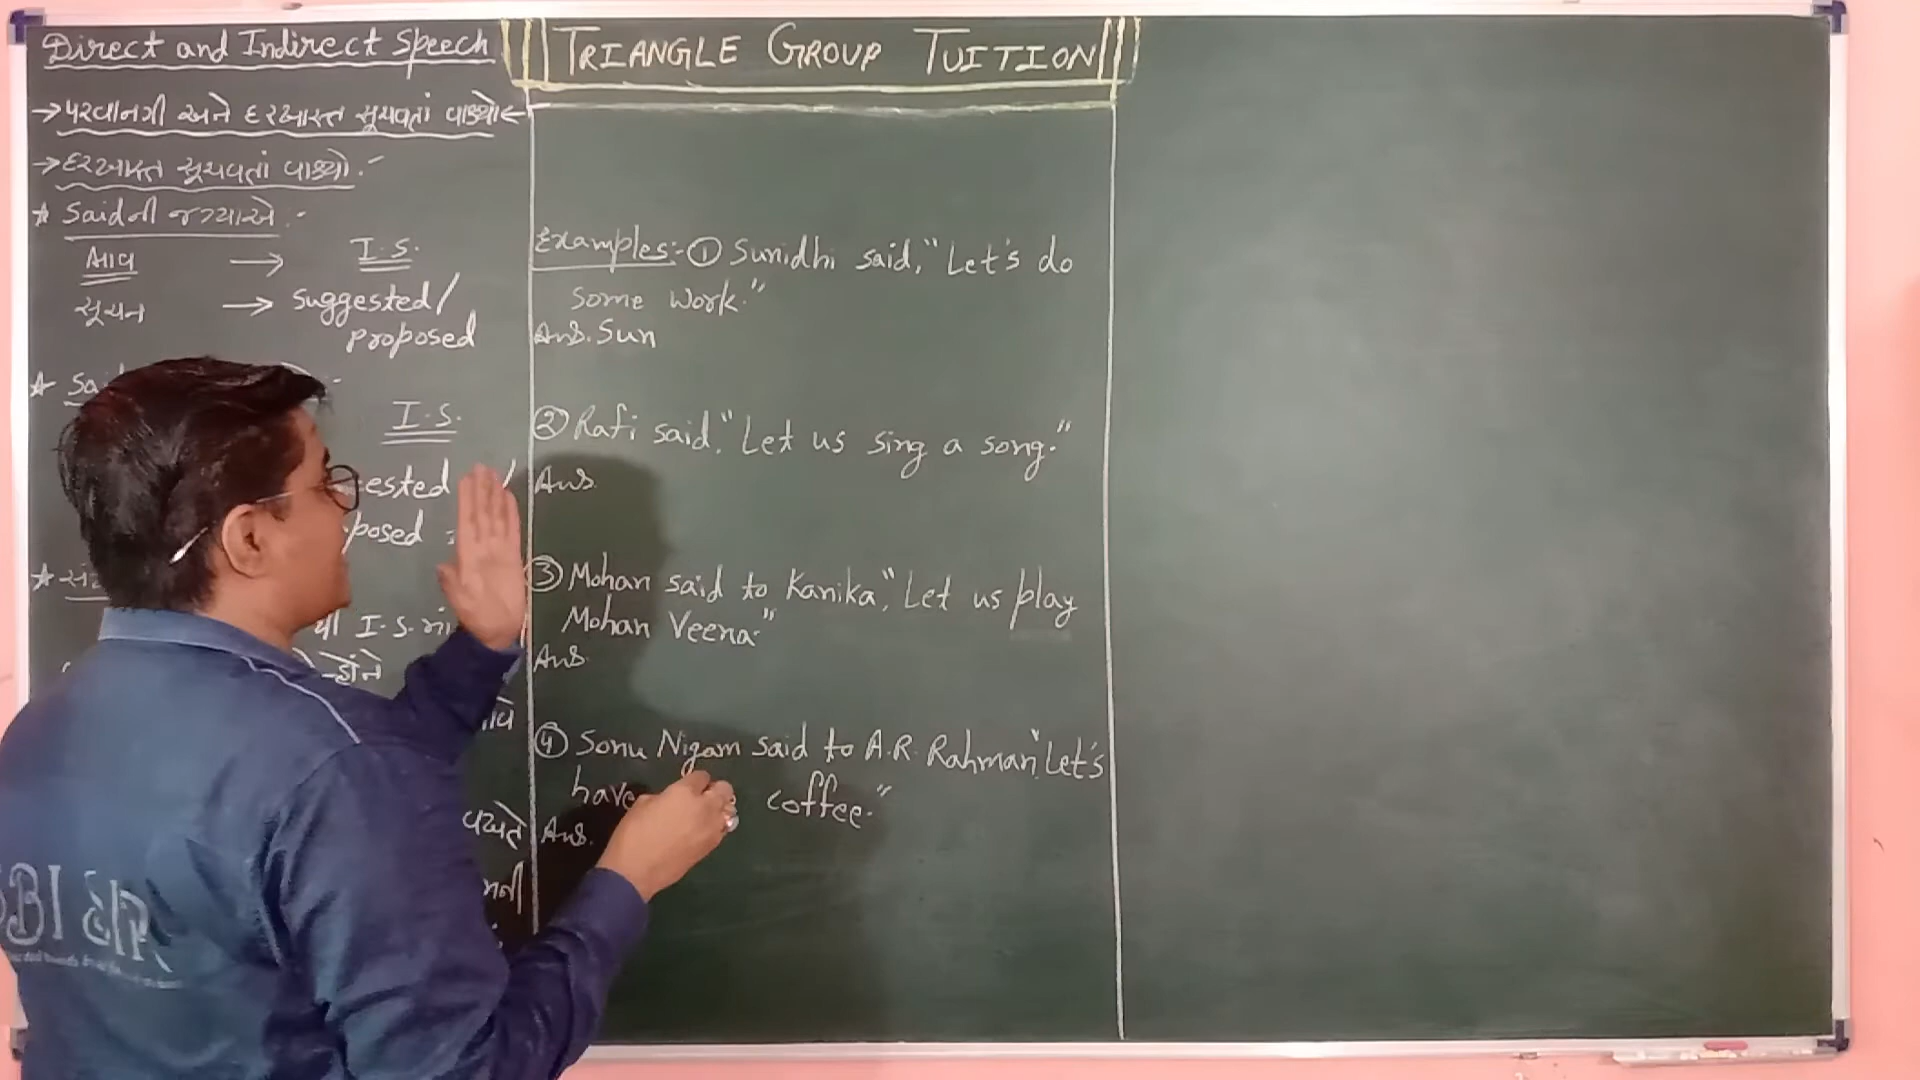 Direct and Indirect Speech
TRIANGLE GROUP TUITION
→પરવાનગી અને દરખાસ્ત સૂચવતાં વાક્યો←
→દરખાસ્ત સૂચવતાં વાક્યો:-
* Saidની જગ્યાએ:-
ભાવ → I.S.
સૂચન → suggested/
proposed
I.S.
ested
posed
I.S.માં
Examples:-① Sunidhi said, "Let's do
some work."
Ans. Sun
② Rafi said, "Let us sing a song."
Ans.
③ Mohan said to Kanika, "Let us play
Mohan Veena."
Ans.
④ Sonu Nigam said to A.R. Rahman, "Let's
have coffee."
Ans.